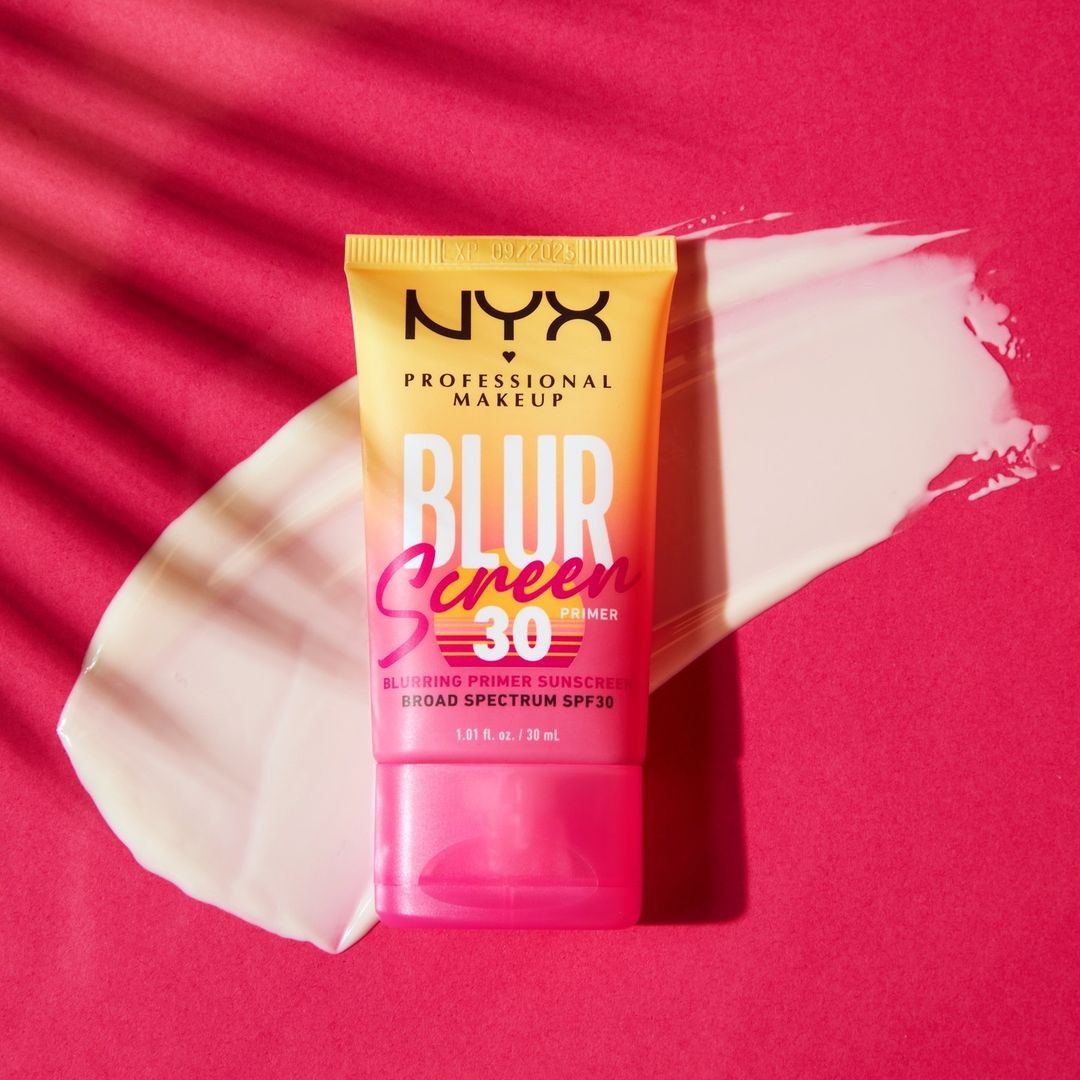 EXP 09/2025
NYX
PROFESSIONAL
MAKEUP
BLUR
Screen
30 PRIMER
BLURRING PRIMER SUNSCREEN
BROAD SPECTRUM SPF30
1.01 fl. oz. / 30 mL